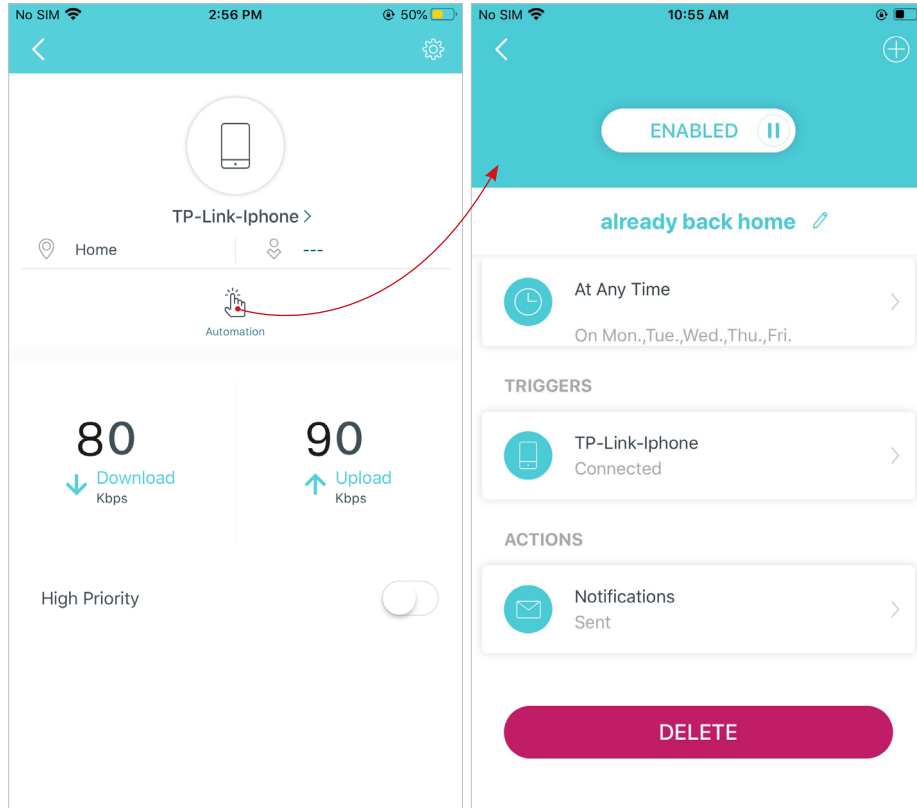 No SIM
2:56 PM
50%
TP-Link-Iphone >
Home
---
Automation
80
Download
Kbps
90
Upload
Kbps
High Priority
No SIM
10:55 AM
ENABLED
already back home
At Any Time
On Mon.,Tue.,Wed.,Thu.,Fri.
TRIGGERS
TP-Link-Iphone
Connected
ACTIONS
Notifications
Sent
DELETE